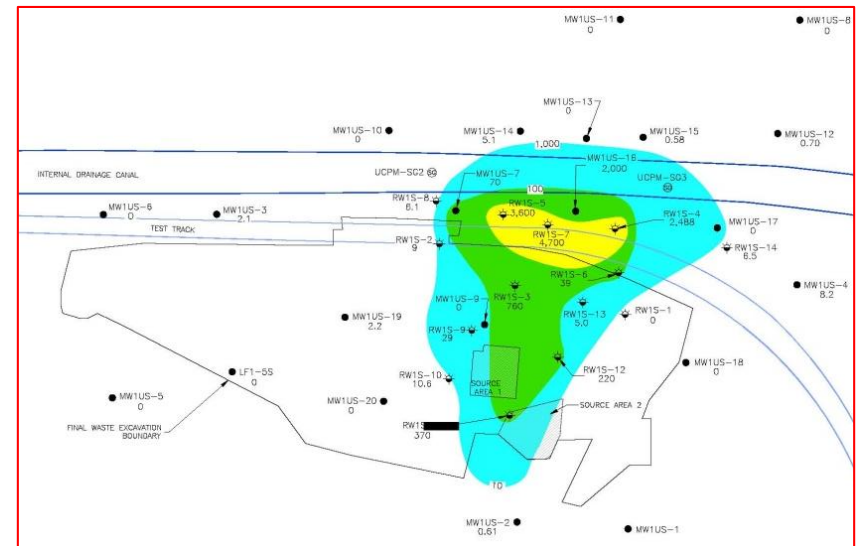 MW1US-11
0
MW1US-8
0
MW1US-13
0
MW1US-10
0
MW1US-14
5.1
MW1US-15
0.58
MW1US-12
0.70
1,000
MW1US-16
2,000
INTERNAL DRAINAGE CANAL
UCPM-SG2
SG
MW1US-7
70
UCPM-SG3
SG
100
MW1US-6
0
MW1US-3
2.1
RW1S-8
6.1
RW1S-5
3,600
RW1S-4
2,488
MW1US-17
0
TEST TRACK
RW1S-2
9
RW1S-7
4,700
RW1S-14
6.5
RW1S-6
39
MW1US-9
0
RW1S-3
760
MW1US-4
8.2
RW1S-13
5.0
RW1S-1
0
MW1US-19
2.2
RW1S-9
29
LF1-5S
0
RW1S-10
10.6
SOURCE
AREA 1
RW1S-12
220
MW1US-18
0
MW1US-5
0
MW1US-20
0
SOURCE AREA 2
FINAL WASTE EXCAVATION
BOUNDARY
370
10
MW1US-2
0.61
MW1US-1